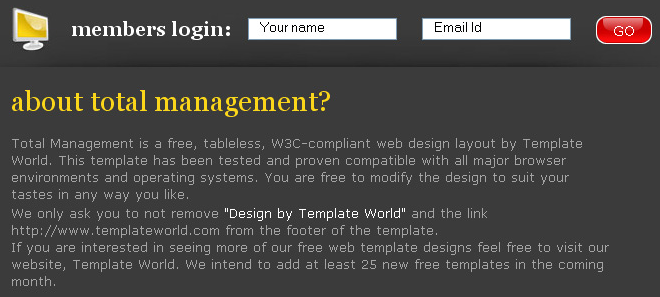 members login: Your name Email Id GO
about total management?
Total Management is a free, tableless, W3C-compliant web design layout by Template
World. This template has been tested and proven compatible with all major browser
environments and operating systems. You are free to modify the design to suit your
tastes in any way you like.
We only ask you to not remove "Design by Template World" and the link
http://www.templateworld.com from the footer of the template.
If you are interested in seeing more of our free web template designs feel free to visit our
website, Template World. We intend to add at least 25 new free templates in the coming
month.